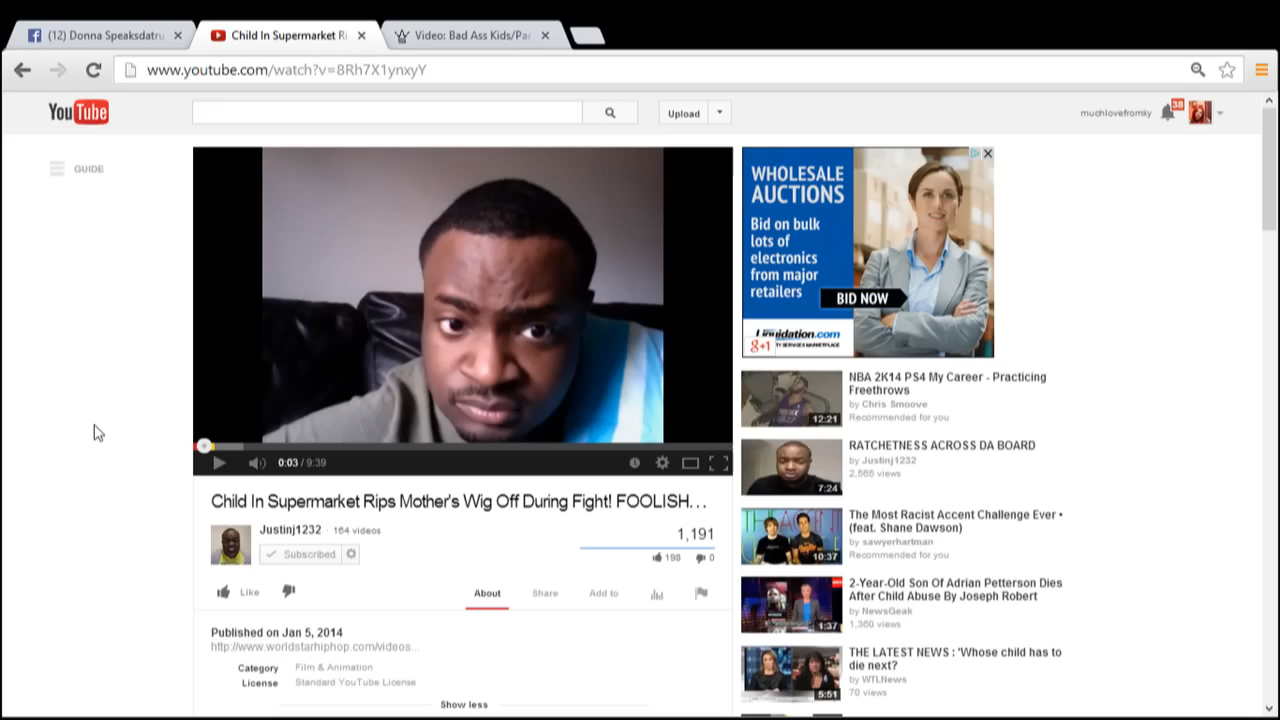 (12) Donna Speaksdatru
Child In Supermarket Ri
Video: Bad Ass Kids/Par
www.youtube.com/watch?v=8Rh7X1ynxyY
YouTube
Upload
muchlovefromky
38
GUIDE
WHOLESALE
AUCTIONS
Bid on bulk
lots of
electronics
from major
retailers
BID NOW
Liquidation.com
g+1
NBA 2K14 PS4 My Career - Practicing
Freethrows
by Chris Smoove
Recommended for you
12:21
RATCHETNESS ACROSS DA BOARD
by Justinj1232
2,565 views
7:24
The Most Racist Accent Challenge Ever •
(feat. Shane Dawson)
by sawyerhartman
Recommended for you
10:37
2-Year-Old Son Of Adrian Petterson Dies
After Child Abuse By Joseph Robert
by NewsGeak
1,360 views
1:37
THE LATEST NEWS : 'Whose child has to
die next?
by WTLNews
70 views
5:51
0:03 / 9:39
Child In Supermarket Rips Mother's Wig Off During Fight! FOOLISH...
Justinj1232 · 164 videos
Subscribed
1,191
198 0
Like
About Share Add to
Published on Jan 5, 2014
http://www.worldstarhiphop.com/videos...
Category Film & Animation
License Standard YouTube License
Show less